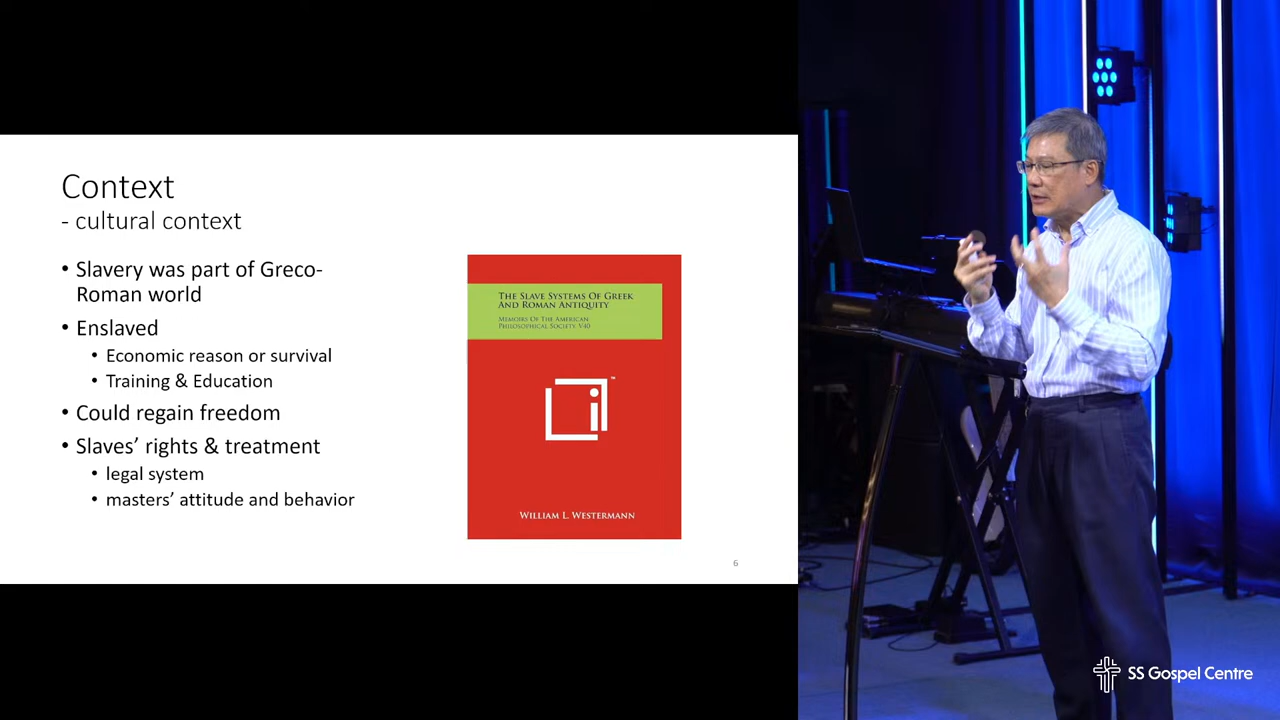 Context
- cultural context
• Slavery was part of Greco-
Roman world
• Enslaved
• Economic reason or survival
• Training & Education
• Could regain freedom
• Slaves’ rights & treatment
• legal system
• masters’ attitude and behavior
THE SLAVE SYSTEMS OF GREEK
AND ROMAN ANTIQUITY
MEMOIRS OF THE AMERICAN
PHILOSOPHICAL SOCIETY V40
TM
WILLIAM L. WESTERMANN
6
SS Gospel Centre